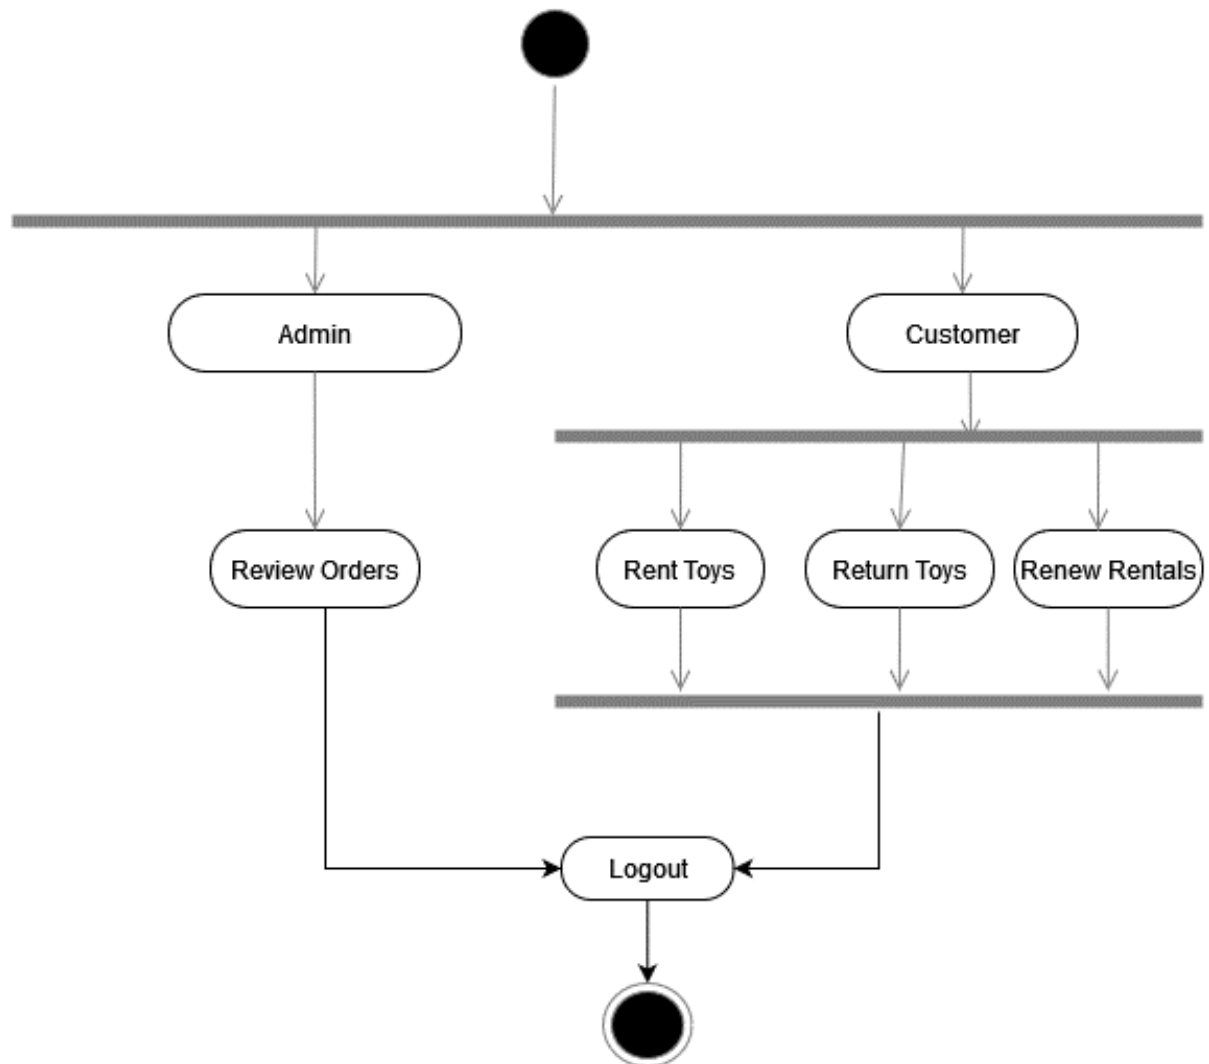 Admin
Customer
Review Orders
Rent Toys
Return Toys
Renew Rentals
Logout